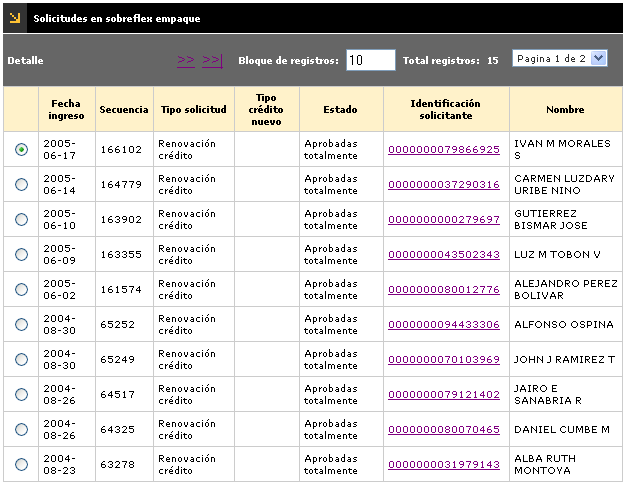 Solicitudes en sobreflex empaque
Detalle >> >>| Bloque de registros: 10 Total registros: 15 Pagina 1 de 2
Fecha ingreso Secuencia Tipo solicitud Tipo crédito nuevo Estado Identificación solicitante Nombre
2005-06-17 166102 Renovación crédito Aprobadas totalmente 0000000079866925 IVAN M MORALES S
2005-06-14 164779 Renovación crédito Aprobadas totalmente 0000000037290316 CARMEN LUZDARY URIBE NINO
2005-06-10 163902 Renovación crédito Aprobadas totalmente 0000000000279697 GUTIERREZ BISMAR JOSE
2005-06-09 163355 Renovación crédito Aprobadas totalmente 0000000043502343 LUZ M TOBON V
2005-06-02 161574 Renovación crédito Aprobadas totalmente 0000000080012776 ALEJANDRO PEREZ BOLIVAR
2004-08-30 65252 Renovación crédito Aprobadas totalmente 0000000094433306 ALFONSO OSPINA
2004-08-30 65249 Renovación crédito Aprobadas totalmente 0000000070103969 JOHN J RAMIREZ T
2004-08-26 64517 Renovación crédito Aprobadas totalmente 0000000079121402 JAIRO E SANABRIA R
2004-08-26 64325 Renovación crédito Aprobadas totalmente 0000000080070465 DANIEL CUMBE M
2004-08-23 63278 Renovación crédito Aprobadas totalmente 0000000031979143 ALBA RUTH MONTOYA